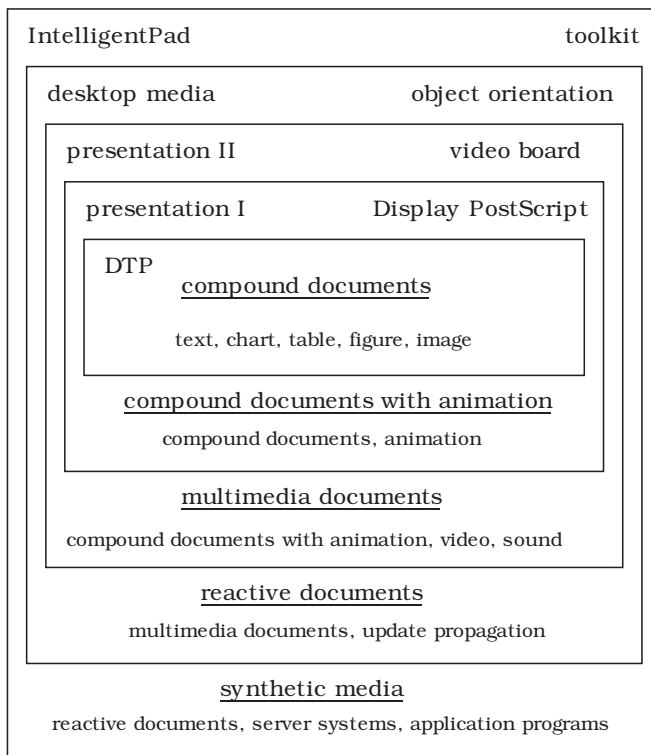 IntelligentPad toolkit
desktop media object orientation
presentation II video board
presentation I Display PostScript
DTP
compound documents
text, chart, table, figure, image
compound documents with animation
compound documents, animation
multimedia documents
compound documents with animation, video, sound
reactive documents
multimedia documents, update propagation
synthetic media
reactive documents, server systems, application programs